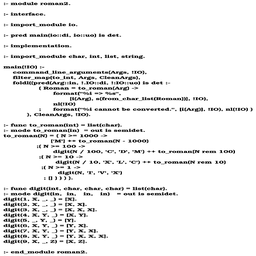 :- module roman2.
:- interface.
:- import_module io.
:- pred main(io::di, io::uo) is det.
:- implementation.
:- import_module char, int, list, string.
main(!IO) :-
command_line_arguments(Args, !IO),
filter_map(to_int, Args, CleanArgs),
foldl((pred(Arg::in, !.IO::di, !:IO::uo) is det :-
( Roman = to_roman(Arg) ->
format("%i => %s",
[i(Arg), s(from_char_list(Roman))], !IO),
nl(!IO)
; format("%i cannot be converted.", [i(Arg)], !IO), nl(!IO) )
), CleanArgs, !IO).
:- func to_roman(int) = list(char).
:- mode to_roman(in) = out is semidet.
to_roman(N) = ( N >= 1000 ->
['M'] ++ to_roman(N - 1000)
;( N >= 100 ->
digit(N / 100, 'C', 'D', 'M') ++ to_roman(N rem 100)
;( N >= 10 ->
digit(N / 10, 'X', 'L', 'C') ++ to_roman(N rem 10)
;( N >= 1 ->
digit(N, 'I', 'V', 'X')
; [] ) ) ) ).
:- func digit(int, char, char, char) = list(char).
:- mode digit(in, in, in, in) = out is semidet.
digit(1, X, _, _) = [X].
digit(2, X, _, _) = [X, X].
digit(3, X, _, _) = [X, X, X].
digit(4, X, Y, _) = [X, Y].
digit(5, _, Y, _) = [Y].
digit(6, X, Y, _) = [Y, X].
digit(7, X, Y, _) = [Y, X, X].
digit(8, X, Y, _) = [Y, X, X, X].
digit(9, X, _, Z) = [X, Z].
:- end_module roman2.